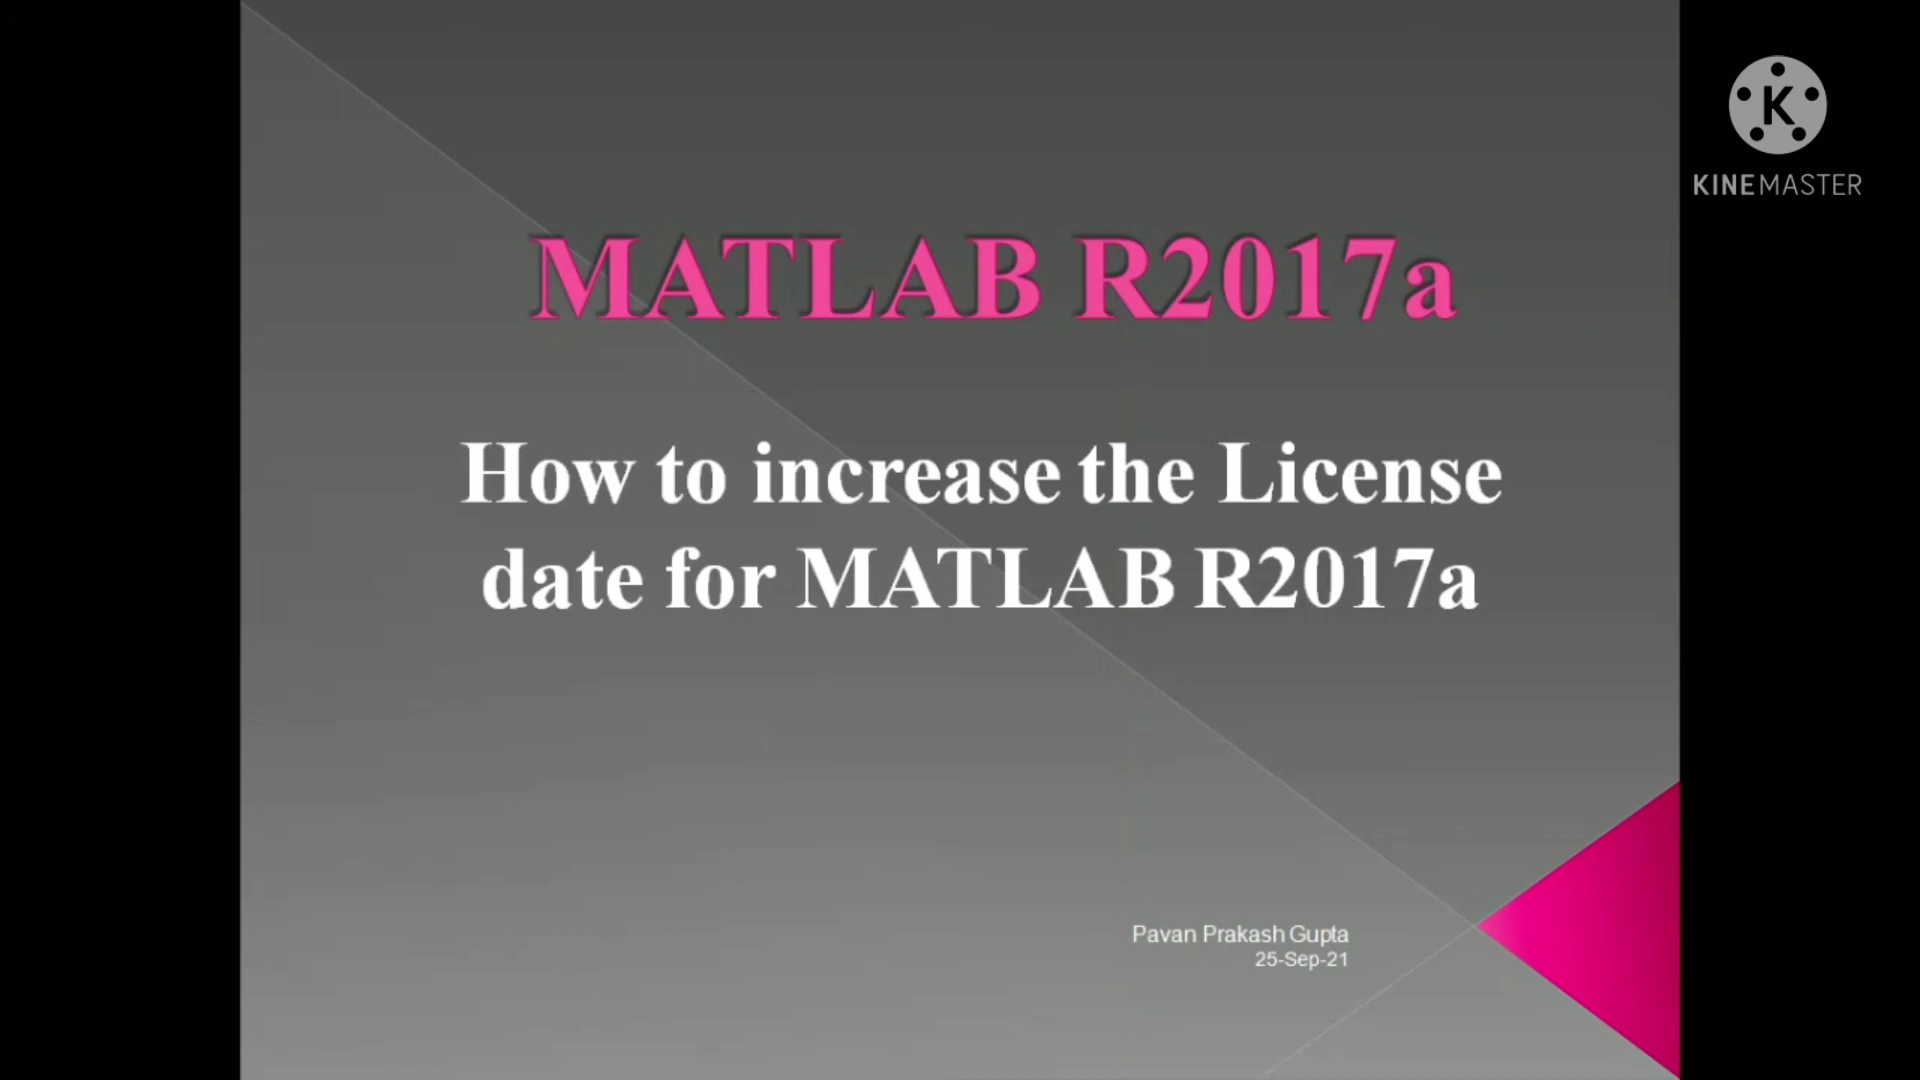 K
KINEMASTER
MATLAB R2017a
How to increase the License
date for MATLAB R2017a
Pavan Prakash Gupta
25-Sep-21